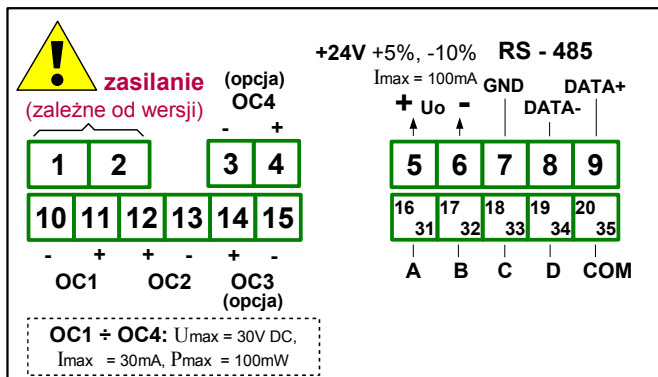 +24V +5%, -10% RS - 485
zasilanie (opcja) Imax = 100mA GND DATA+
(zależne od wersji) OC4 + Uo - DATA-
- +
1 2 3 4 5 6 7 8 9
10 11 12 13 14 15 16 31 17 32 18 33 19 34 20 35
- + + - + - A B C D COM
OC1 OC2 OC3
(opcja)
OC1 ÷ OC4: Umax = 30V DC,
Imax = 30mA, Pmax = 100mW